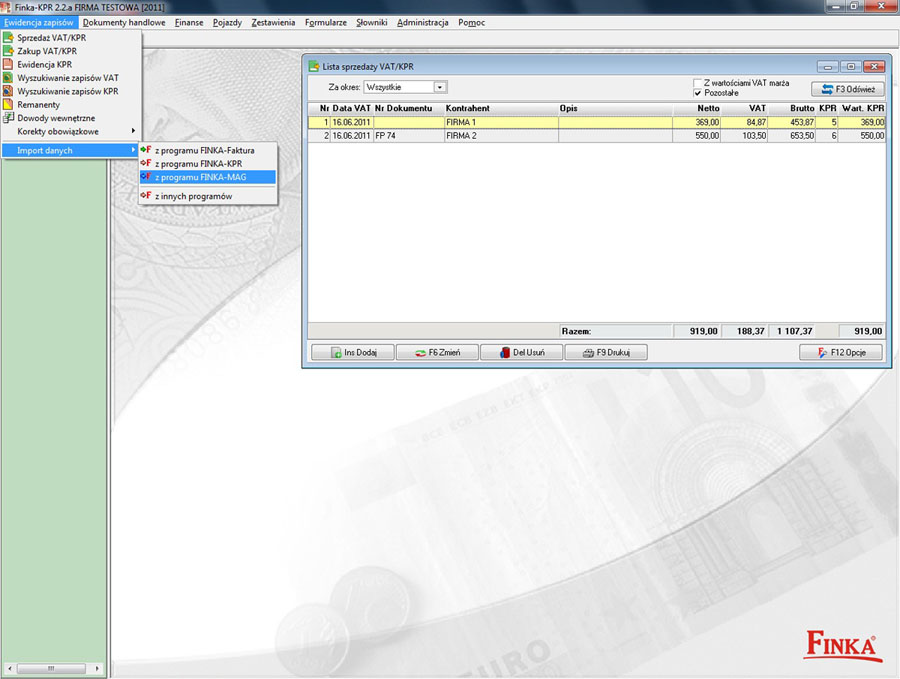 Finka-KPR 2.2.a FIRMA TESTOWA [2011]
Ewidencja zapisów Dokumenty handlowe Finanse Pojazdy Zestawienia Formularze Słowniki Administracja Pomoc
Sprzedaż VAT/KPR
Zakup VAT/KPR
Ewidencja KPR
Wyszukiwanie zapisów VAT
Wyszukiwanie zapisów KPR
Remanenty
Dowody wewnętrzne
Korekty obowiązkowe
Import danych
z programu FINKA-Faktura
z programu FINKA-KPR
z programu FINKA-MAG
z innych programów
Lista sprzedaży VAT/KPR
Za okres: Wszystkie
Z wartościami VAT marża
Pozostałe
F3 Odśwież
Nr Data VAT Nr Dokumentu Kontrahent Opis Netto VAT Brutto KPR Wart. KPR
1 16.06.2011 FIRMA 1 369,00 84,87 453,87 5 369,00
2 16.06.2011 FP 74 FIRMA 2 550,00 103,50 653,50 6 550,00
Razem: 919,00 188,37 1 107,37 919,00
Ins Dodaj F6 Zmień Del Usuń F9 Drukuj F12 Opcje
BCE ECB EZB EKT EKP
EURO
FINKA®